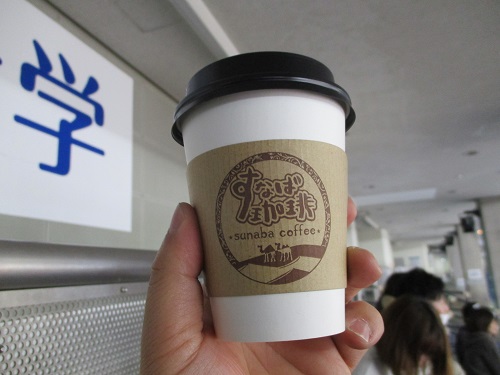 学
すなば
珈琲
sunaba coffee